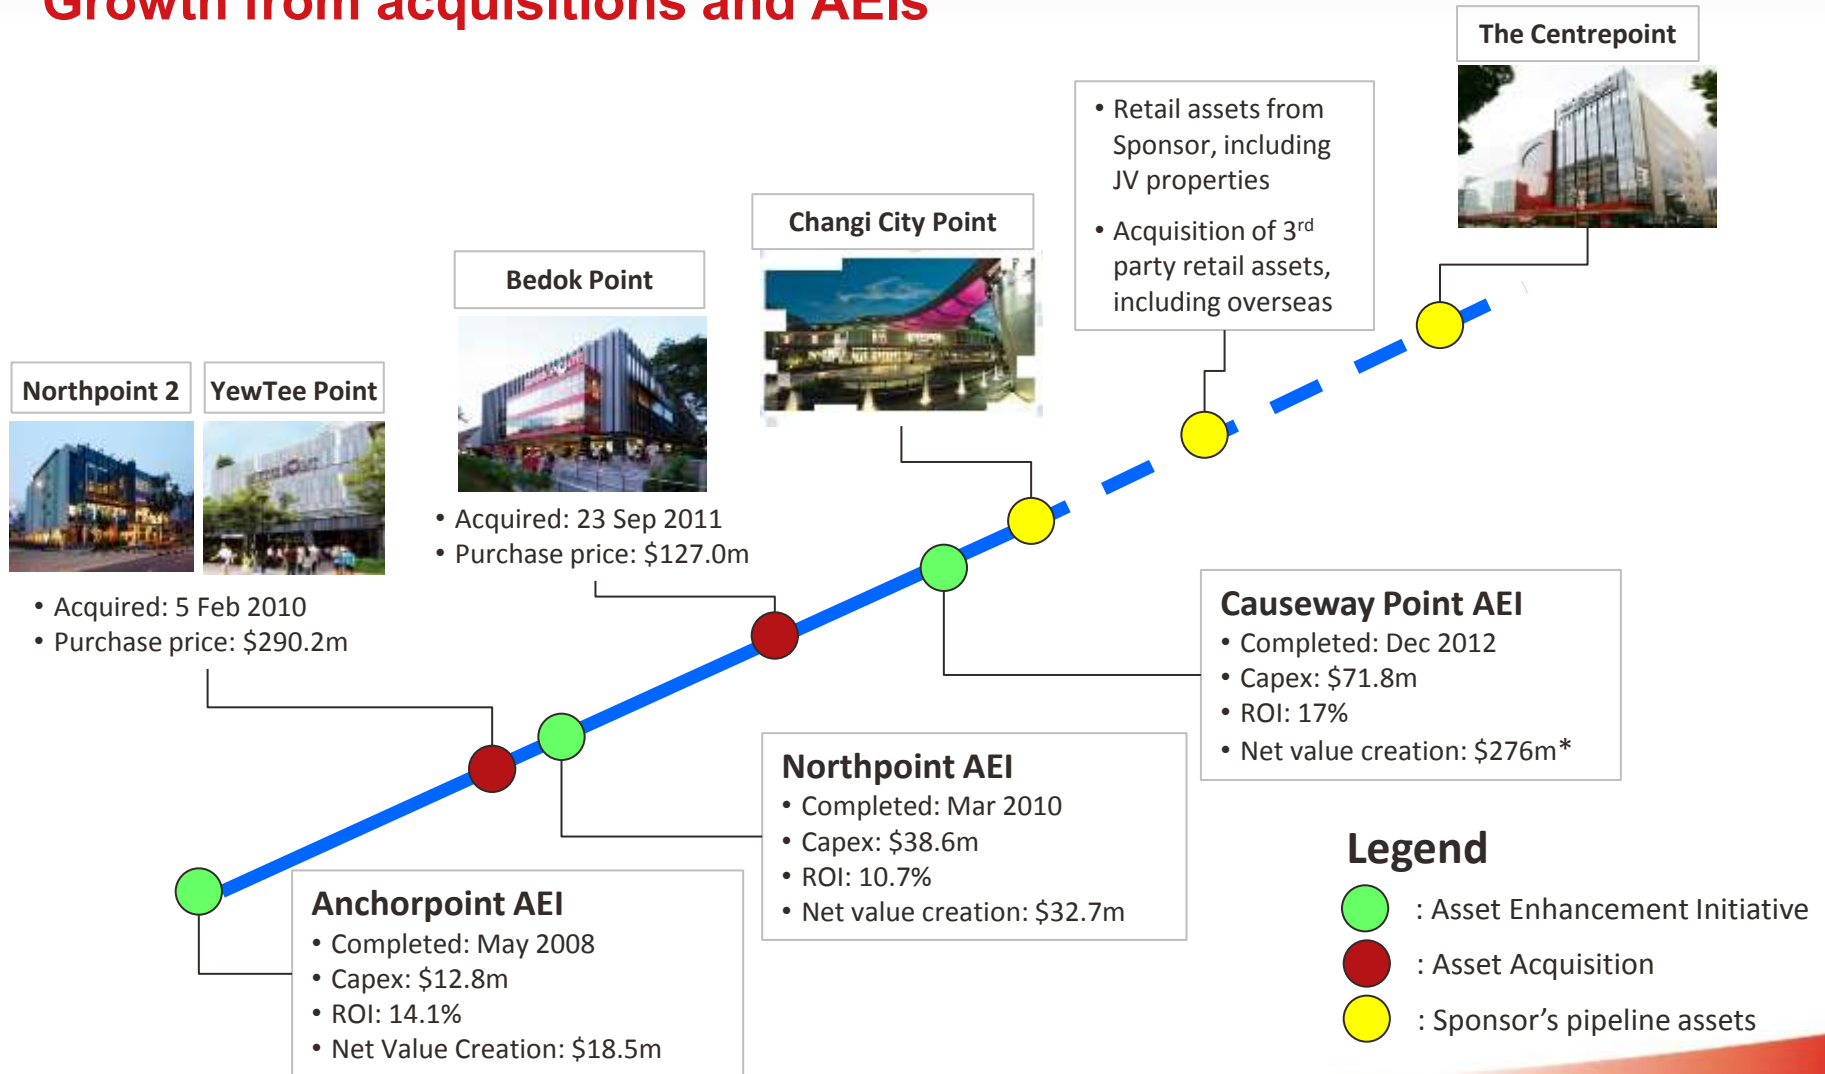 Growth from acquisitions and AEIs
The Centrepoint
• Retail assets from
Sponsor, including
JV properties
• Acquisition of 3rd
party retail assets,
including overseas
Changi City Point
Bedok Point
Northpoint 2
YewTee Point
• Acquired: 23 Sep 2011
• Purchase price: $127.0m
• Acquired: 5 Feb 2010
• Purchase price: $290.2m
Causeway Point AEI
• Completed: Dec 2012
• Capex: $71.8m
• ROI: 17%
• Net value creation: $276m*
Northpoint AEI
• Completed: Mar 2010
• Capex: $38.6m
• ROI: 10.7%
• Net value creation: $32.7m
Anchorpoint AEI
• Completed: May 2008
• Capex: $12.8m
• ROI: 14.1%
• Net Value Creation: $18.5m
Legend
: Asset Enhancement Initiative
: Asset Acquisition
: Sponsor’s pipeline assets